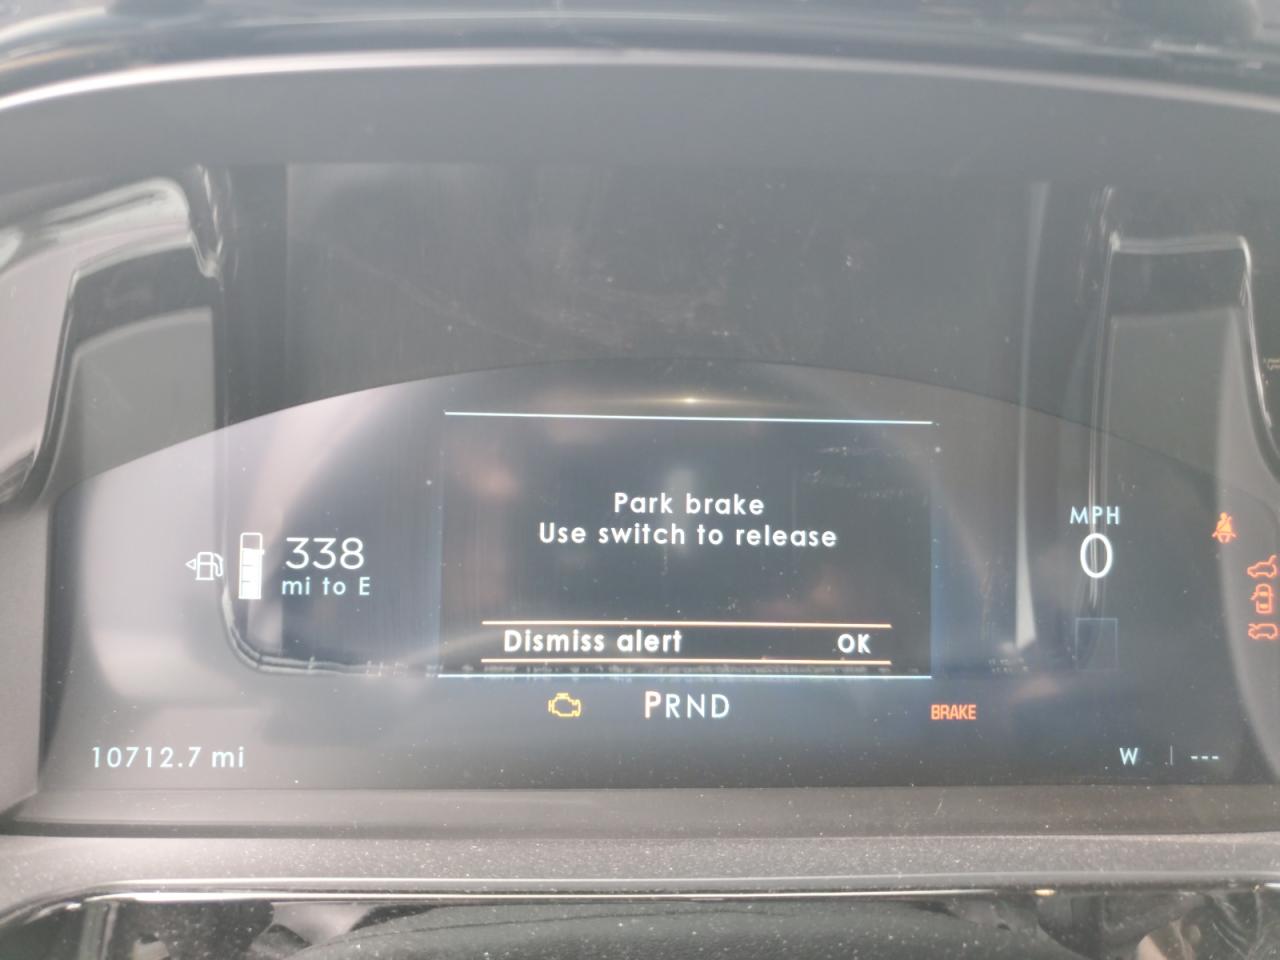 Park brake
Use switch to release
MPH
338
0
mi to E
Dismiss alert OK
PRND
BRAKE
10712.7 mi
W | ---